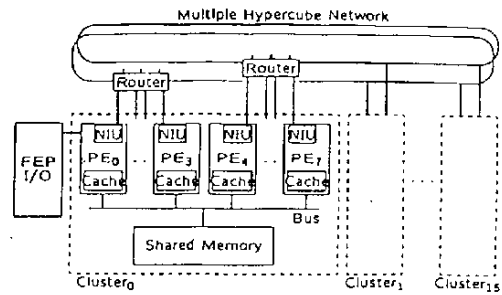 Multiple Hypercube Network
Router
Router
NIU
NIU
NIU
NIU
FEP
I/O
PE0
PE3
PE4
PE7
Cache
Cache
Cache
Cache
Bus
Shared Memory
Cluster0
Cluster1
Cluster15